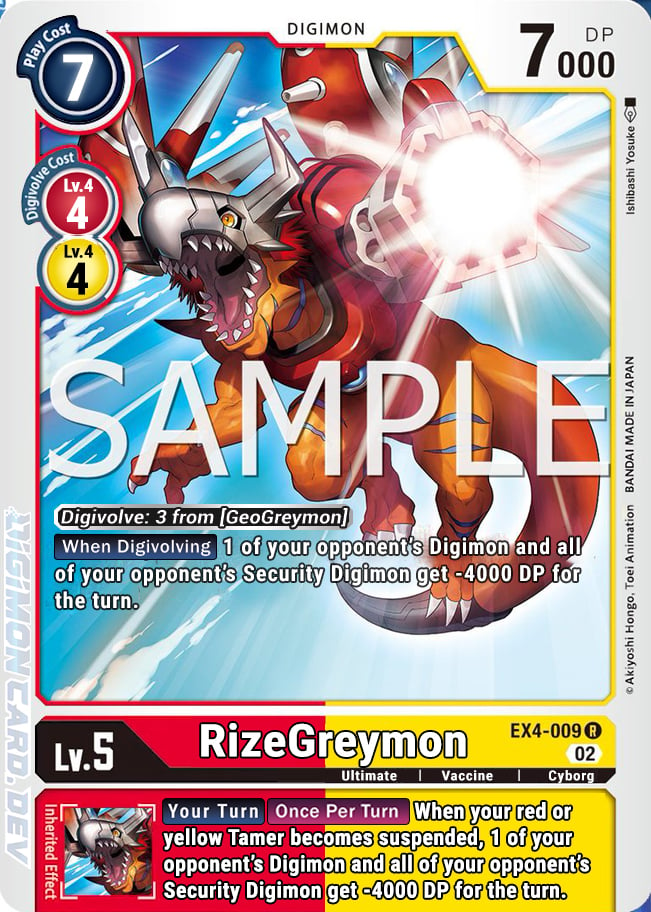 DIGIMON
Play Cost
7
7000
DP
Digivolve Cost
Lv.4
4
Lv.4
4
Ishibashi Yosuke
SAMPLE
BANDAI MADE IN JAPAN
© Akiyoshi Hongo, Toei Animation
Digivolve: 3 from [GeoGreymon]
When Digivolving 1 of your opponent's Digimon and all
of your opponent's Security Digimon get -4000 DP for
the turn.
DIGIMONCARD.DEV
Lv.5
RizeGreymon
EX4-009 R
02
Ultimate | Vaccine | Cyborg
Inherited Effect
Your Turn Once Per Turn When your red or
yellow Tamer becomes suspended, 1 of your
opponent's Digimon and all of your opponent's
Security Digimon get -4000 DP for the turn.